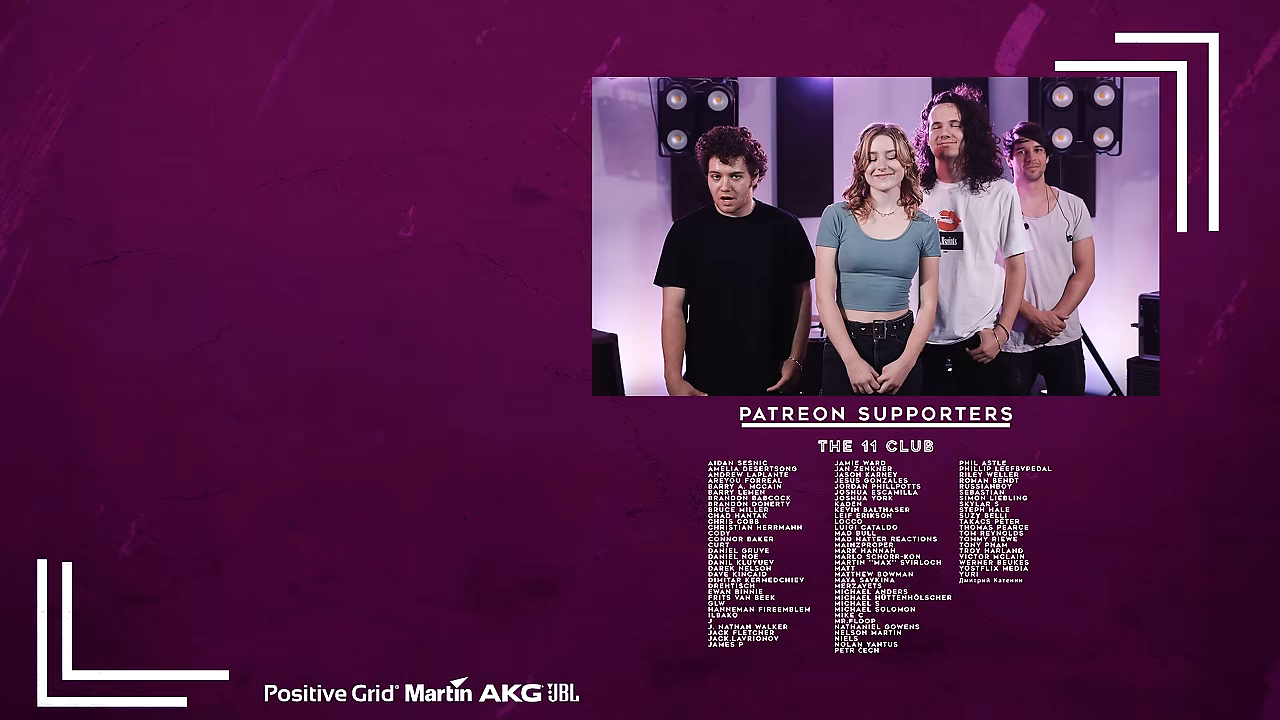 PATREON SUPPORTERS
THE 11 CLUB
AIDAN SESNIC
AMELIA DESERTSONG
ANDREW LAPLANTE
AREYOU FORREAL
BARRY A. MCCAIN
BARRY LEMEN
BRANDON BABCOCK
BRANDON DOHERTY
BRUCE MILLER
CHAD HANTAK
CHRIS COBB
CHRISTIAN HERRMANN
CODY
CONNOR BAKER
CURT
DANIEL GRUVE
DANIEL NOE
DANIL KLUYUEV
DAREK NELSON
DAVE KINCAID
DIMITAR KERMEDCHIEV
DREHTISCH
EWAN BINNIE
FRITS VAN BEEK
GLW
HANNEMAN FIREEMBLEM
ILBAKO
J
J. NATHAN WALKER
JACK FLETCHER
JACK.LAVRIONOV
JAMES P
JAMIE WARD
JAN ZENKNER
JASON KARNEY
JESUS GONZALES
JORDAN PHILLPOTTS
JOSHUA ESCAMILLA
JOSHUA YORK
KADEN
KEVIN BALTHASER
LEIF ERIKSON
LOCCO
LUIGI CATALDO
MAD BULL
MAD HATTER REACTIONS
MAINZPROPER
MARK HANNAH
MARLO SCHORR-KON
MARTIN "MAX" SVIRLOCH
MATT
MATTHEW BOWMAN
MAYA SAVKINA
MERZAVETS
MICHAEL ANDERS
MICHAEL HÜTTENHÖLSCHER
MICHAEL S
MICHAEL SOLOMON
MIKE C
MR.FLOOP
NATHANIEL GOWENS
NELSON MARTIN
NIELS
NOLAN YANTUS
PETR CECH
PHIL ASTLE
PHILLIP LEEFBVPEDAL
RILEY WELLER
ROMAN BENDT
RUSSIANBOY
SEBASTIAN
SIMON LIEBLING
SKYLAR S
STEPH HALE
SUZY BELLI
TAKACS PETER
THOMAS PEARCE
TOM REYNOLDS
TOMMY RIEWE
TONY PHAM
TROY HARLAND
VICTOR MCLAIN
WERNER BEUKES
YOSTFLIX MEDIA
YURI
Дмитрий Катенин
Positive Grid® Martin AKG JBL